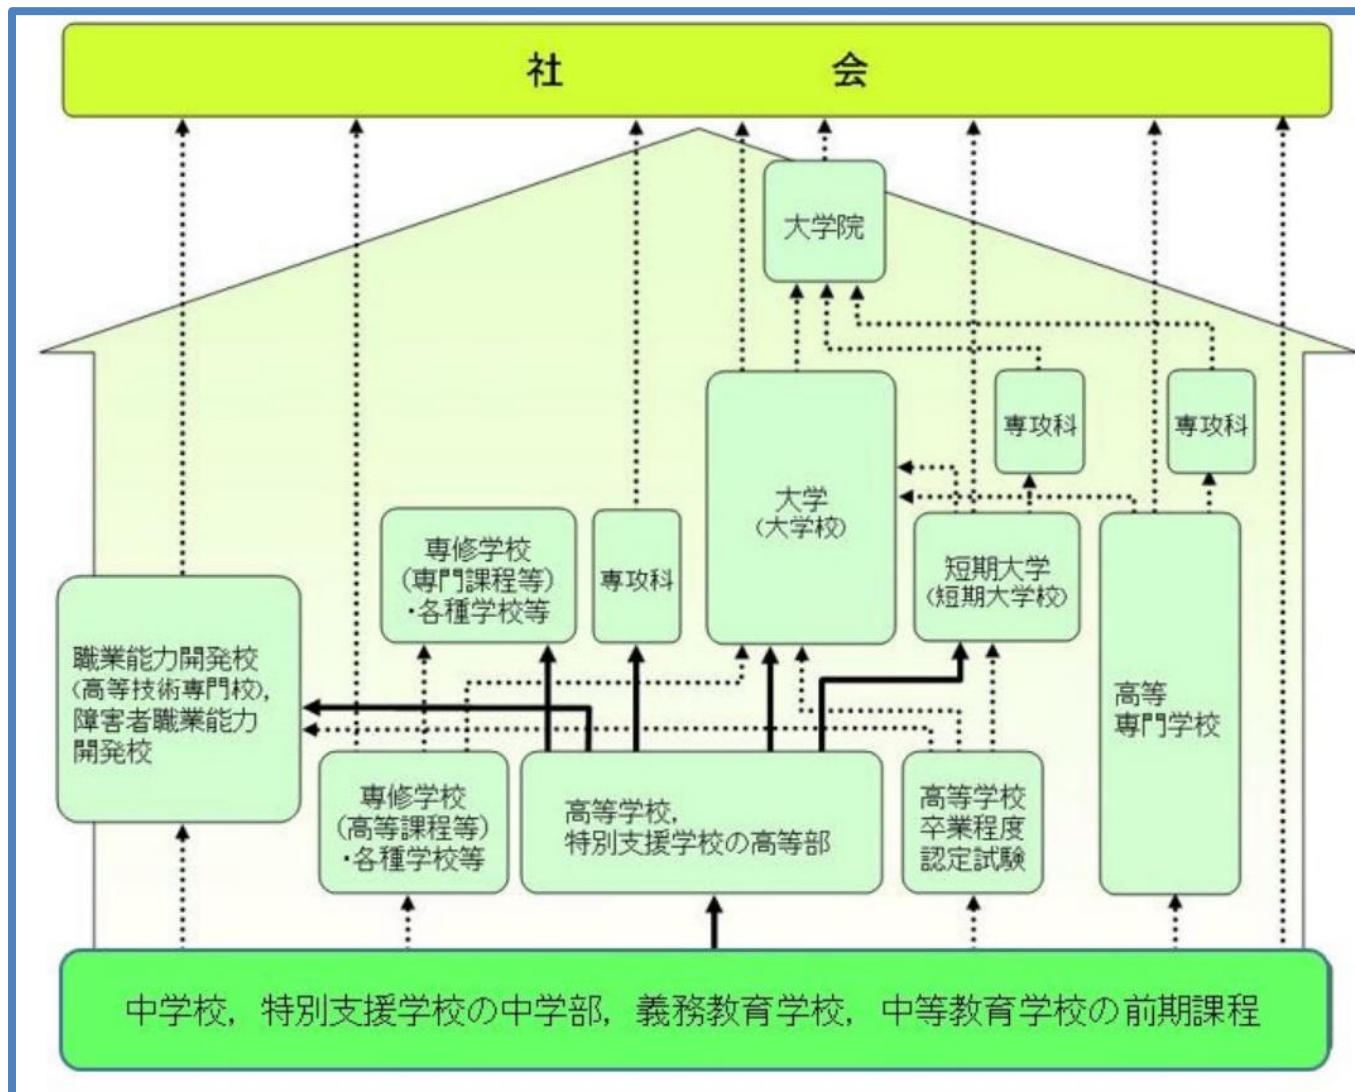 社 会
大学院
専攻科
専攻科
大学
(大学校)
専修学校
(専門課程等)
・各種学校等
専攻科
短期大学
(短期大学校)
職業能力開発校
(高等技術専門校),
障害者職業能力
開発校
高等
専門学校
専修学校
(高等課程等)
・各種学校等
高等学校,
特別支援学校の高等部
高等学校
卒業程度
認定試験
中学校, 特別支援学校の中学部, 義務教育学校, 中等教育学校の前期課程